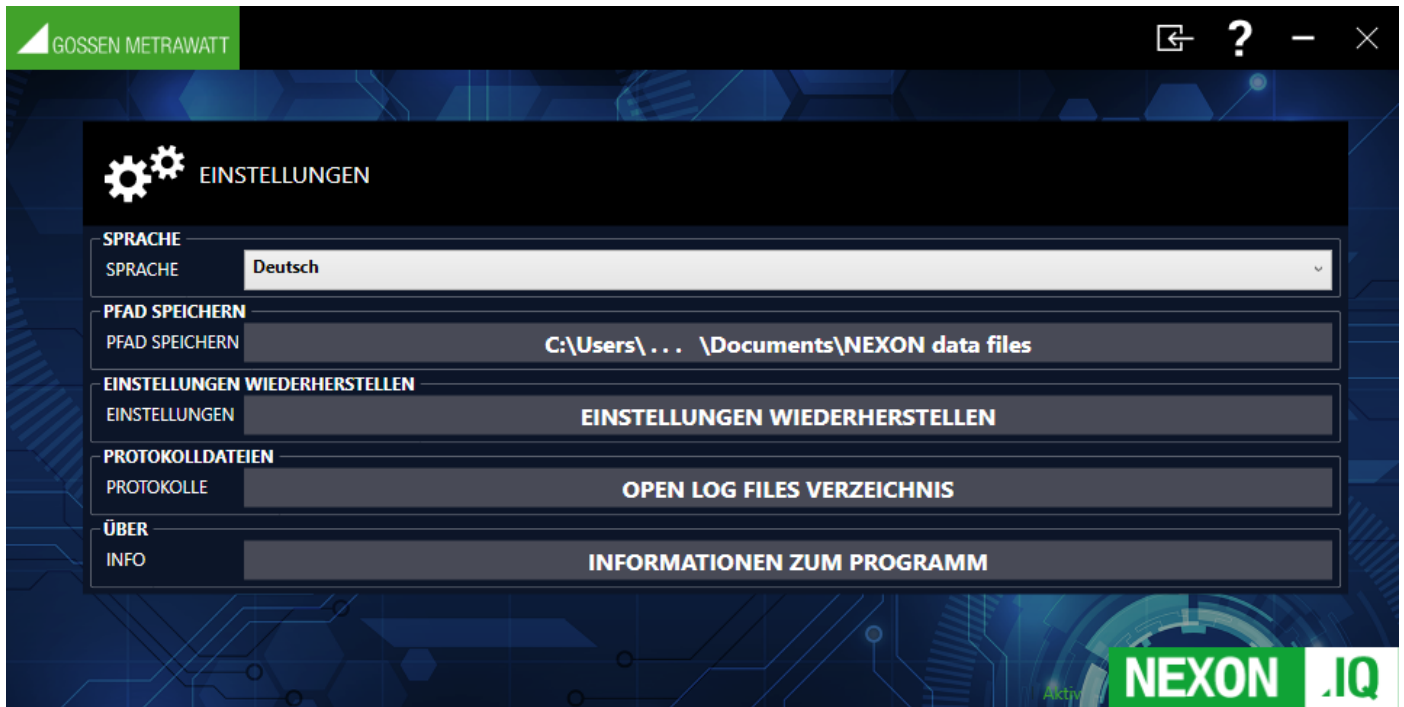 GOSSEN METRAWATT
?
EINSTELLUNGEN
SPRACHE
SPRACHE Deutsch
PFAD SPEICHERN
PFAD SPEICHERN C:\Users\... \Documents\NEXON data files
EINSTELLUNGEN WIEDERHERSTELLEN
EINSTELLUNGEN EINSTELLUNGEN WIEDERHERSTELLEN
PROTOKOLLDATEIEN
PROTOKOLLE OPEN LOG FILES VERZEICHNIS
ÜBER
INFO INFORMATIONEN ZUM PROGRAMM
Aktiv
NEXON .IQ